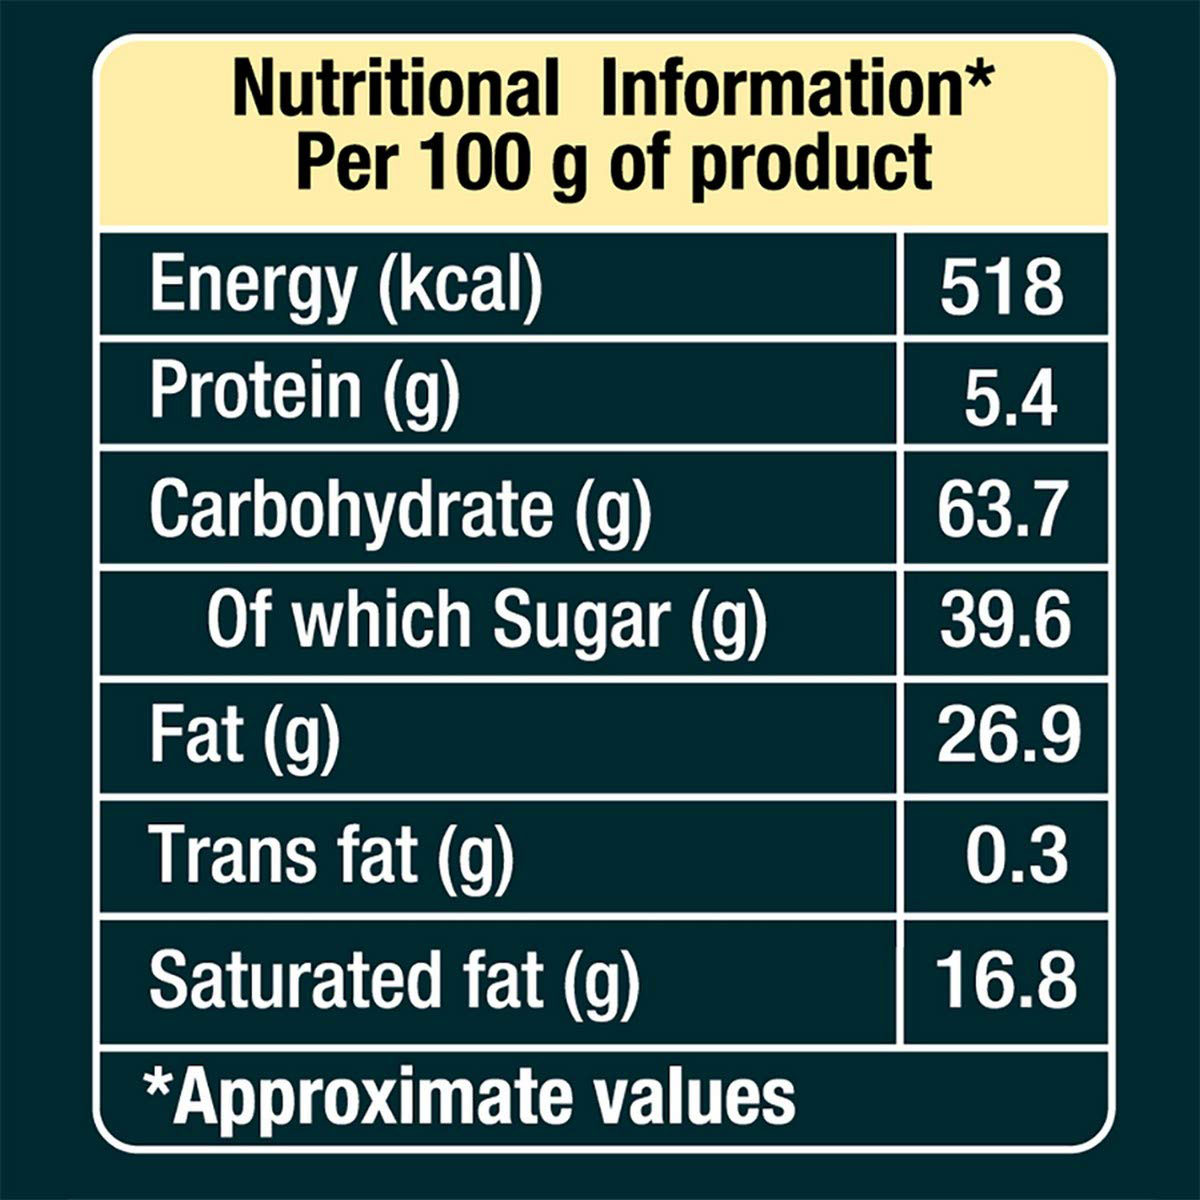 Nutritional Information*
Per 100 g of product
Energy (kcal) 518
Protein (g) 5.4
Carbohydrate (g) 63.7
Of which Sugar (g) 39.6
Fat (g) 26.9
Trans fat (g) 0.3
Saturated fat (g) 16.8
*Approximate values